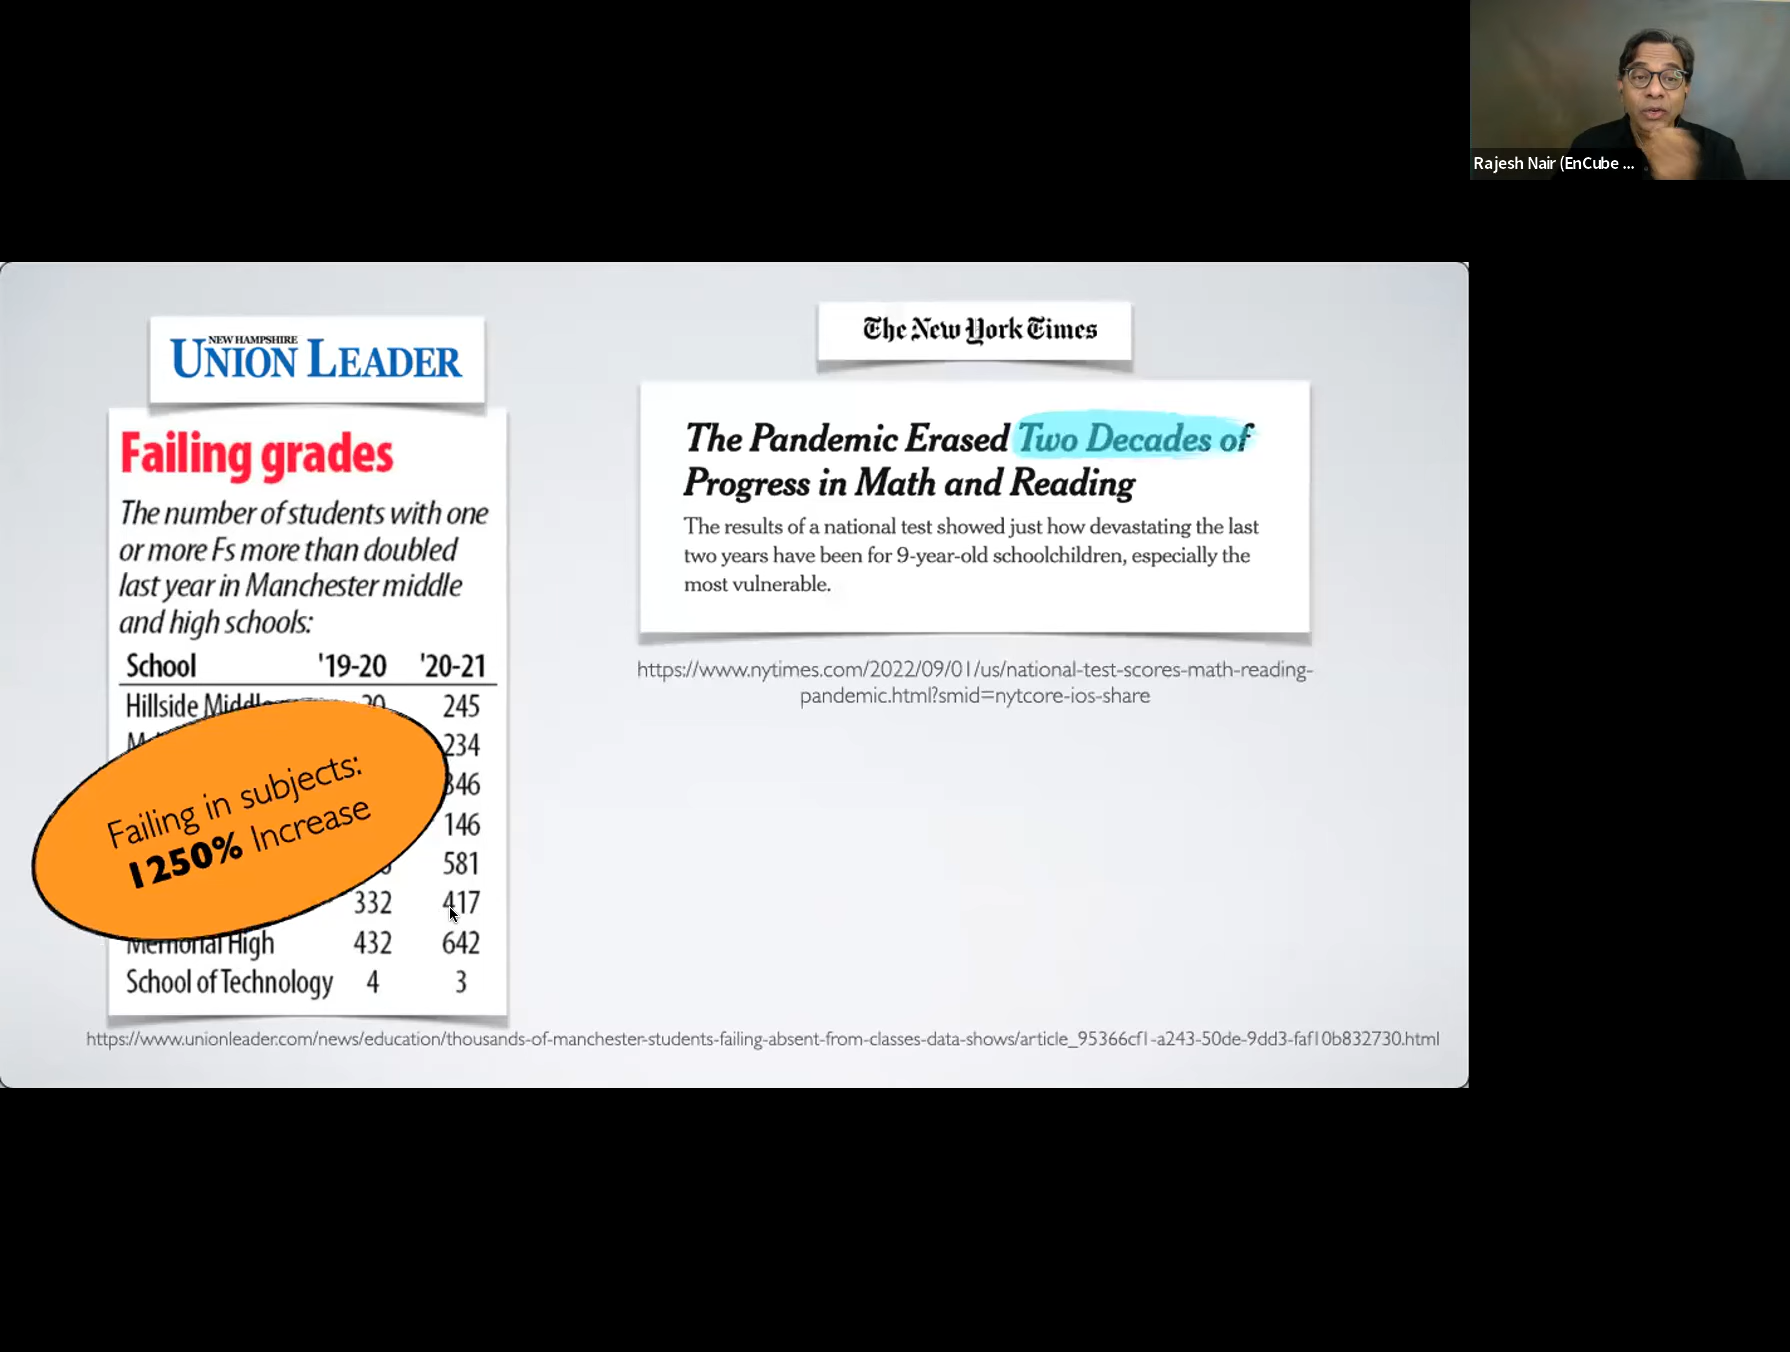 Rajesh Nair (EnCube ...
NEW HAMPSHIRE
UNION LEADER
Failing grades
The number of students with one
or more Fs more than doubled
last year in Manchester middle
and high schools:
School '19-20 '20-21
Hillside Middle 20 245
234
346
146
581
332 417
Memorial High 432 642
School of Technology 4 3
Failing in subjects:
1250% Increase
The New York Times
The Pandemic Erased Two Decades of
Progress in Math and Reading
The results of a national test showed just how devastating the last
two years have been for 9-year-old schoolchildren, especially the
most vulnerable.
https://www.nytimes.com/2022/09/01/us/national-test-scores-math-reading-
pandemic.html?smid=nytcore-ios-share
https://www.unionleader.com/news/education/thousands-of-manchester-students-failing-absent-from-classes-data-shows/article_95366cf1-a243-50de-9dd3-faf10b832730.html